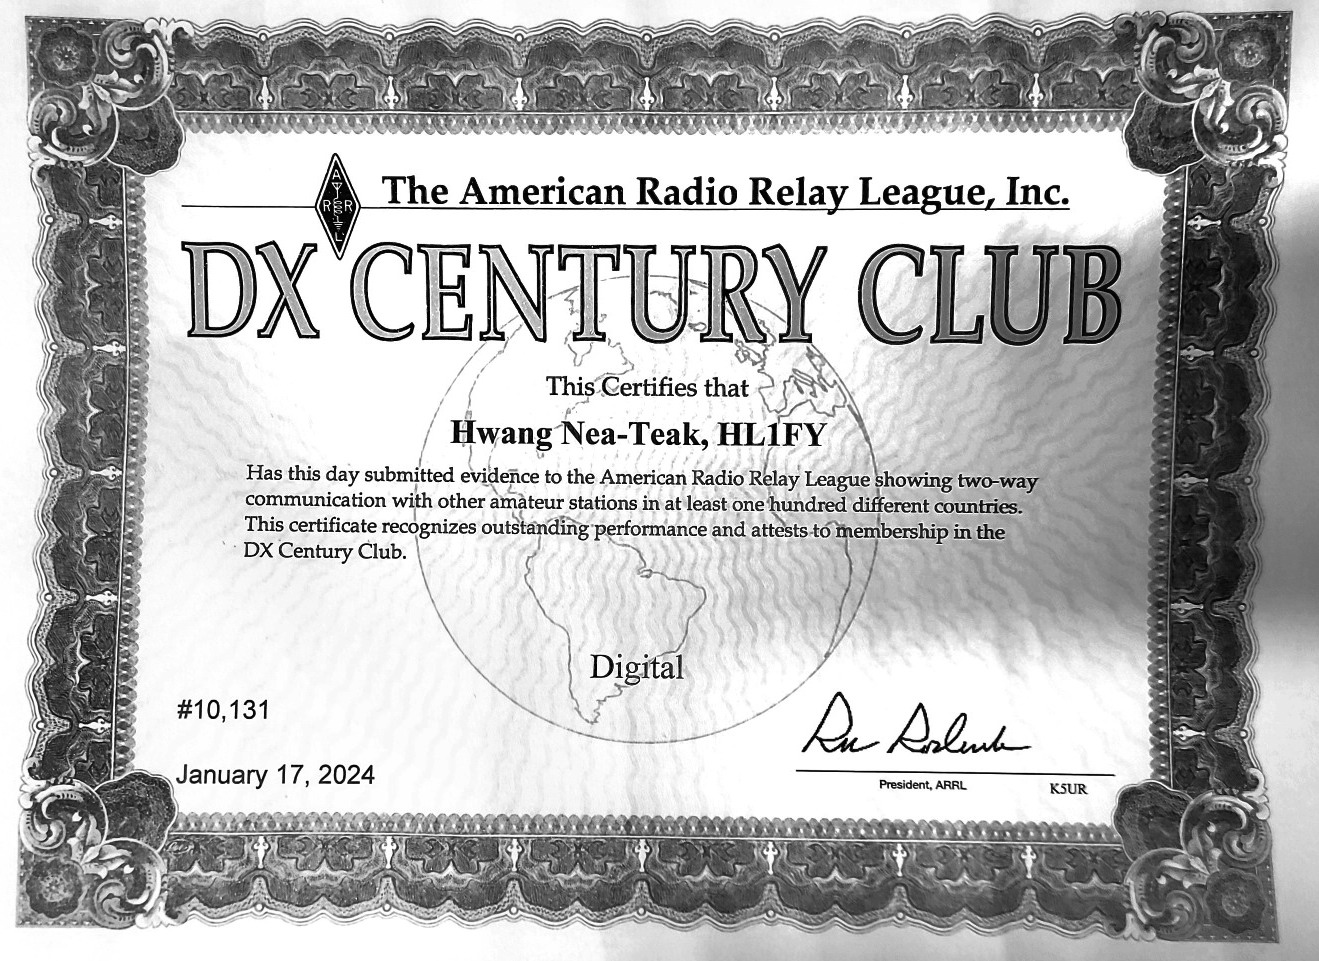 The American Radio Relay League, Inc.
A
R R
L
DX CENTURY CLUB
This Certifies that
Hwang Nea-Teak, HL1FY
Has this day submitted evidence to the American Radio Relay League showing two-way
communication with other amateur stations in at least one hundred different countries.
This certificate recognizes outstanding performance and attests to membership in the
DX Century Club.
Digital
#10,131
January 17, 2024
President, ARRL K5UR